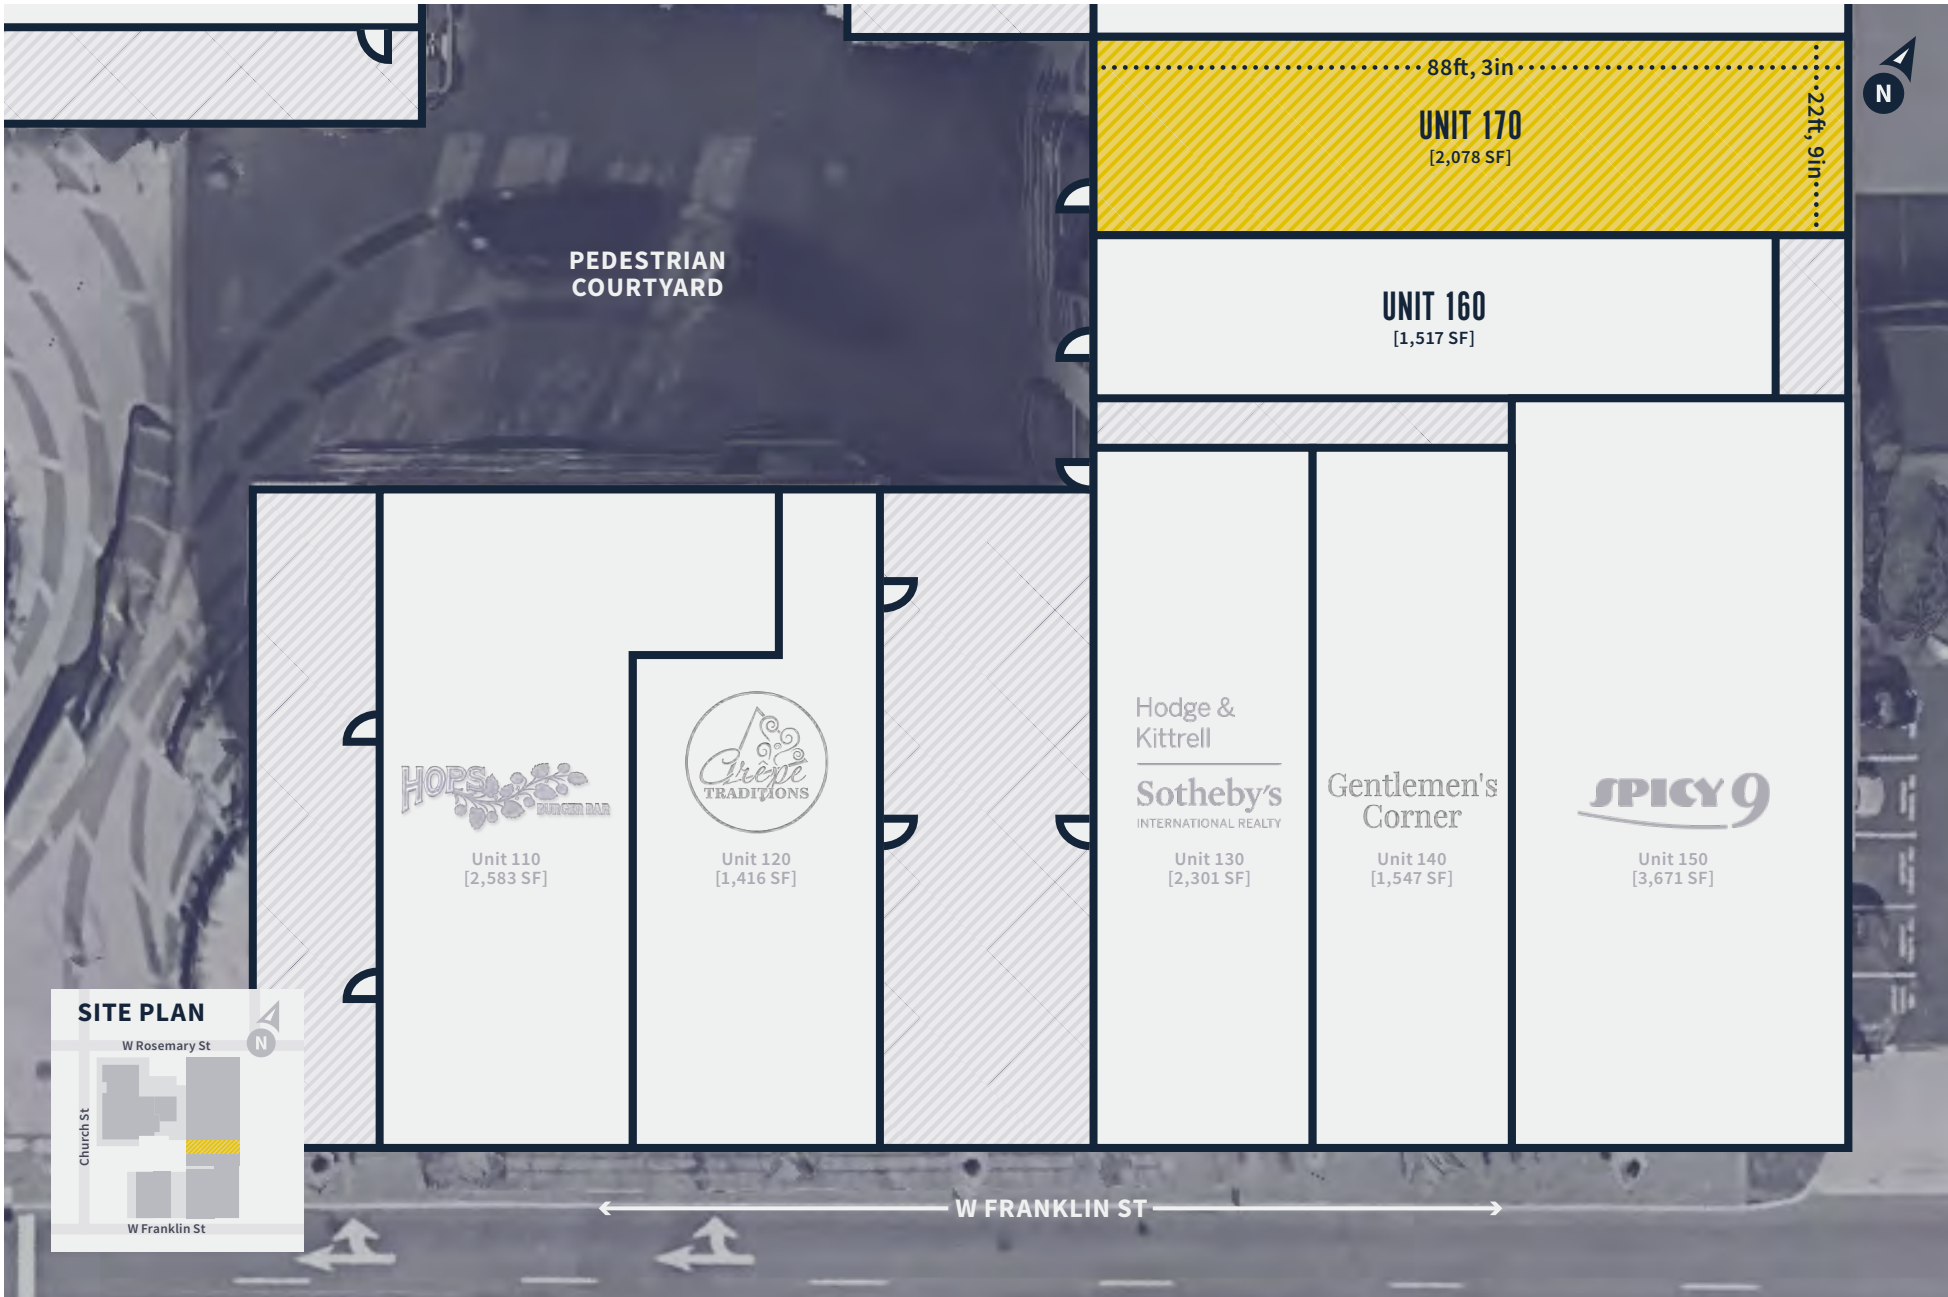 88ft, 3in
UNIT 170
[2,078 SF]
22ft, 9in
N
PEDESTRIAN
COURTYARD
UNIT 160
[1,517 SF]
HOPS
BURGER BAR
Unit 110
[2,583 SF]
Crêpe
TRADITIONS
Unit 120
[1,416 SF]
Hodge &
Kittrell
Sotheby's
INTERNATIONAL REALTY
Unit 130
[2,301 SF]
Gentlemen's
Corner
Unit 140
[1,547 SF]
SPICY 9
Unit 150
[3,671 SF]
SITE PLAN
N
W Rosemary St
Church St
W Franklin St
W FRANKLIN ST